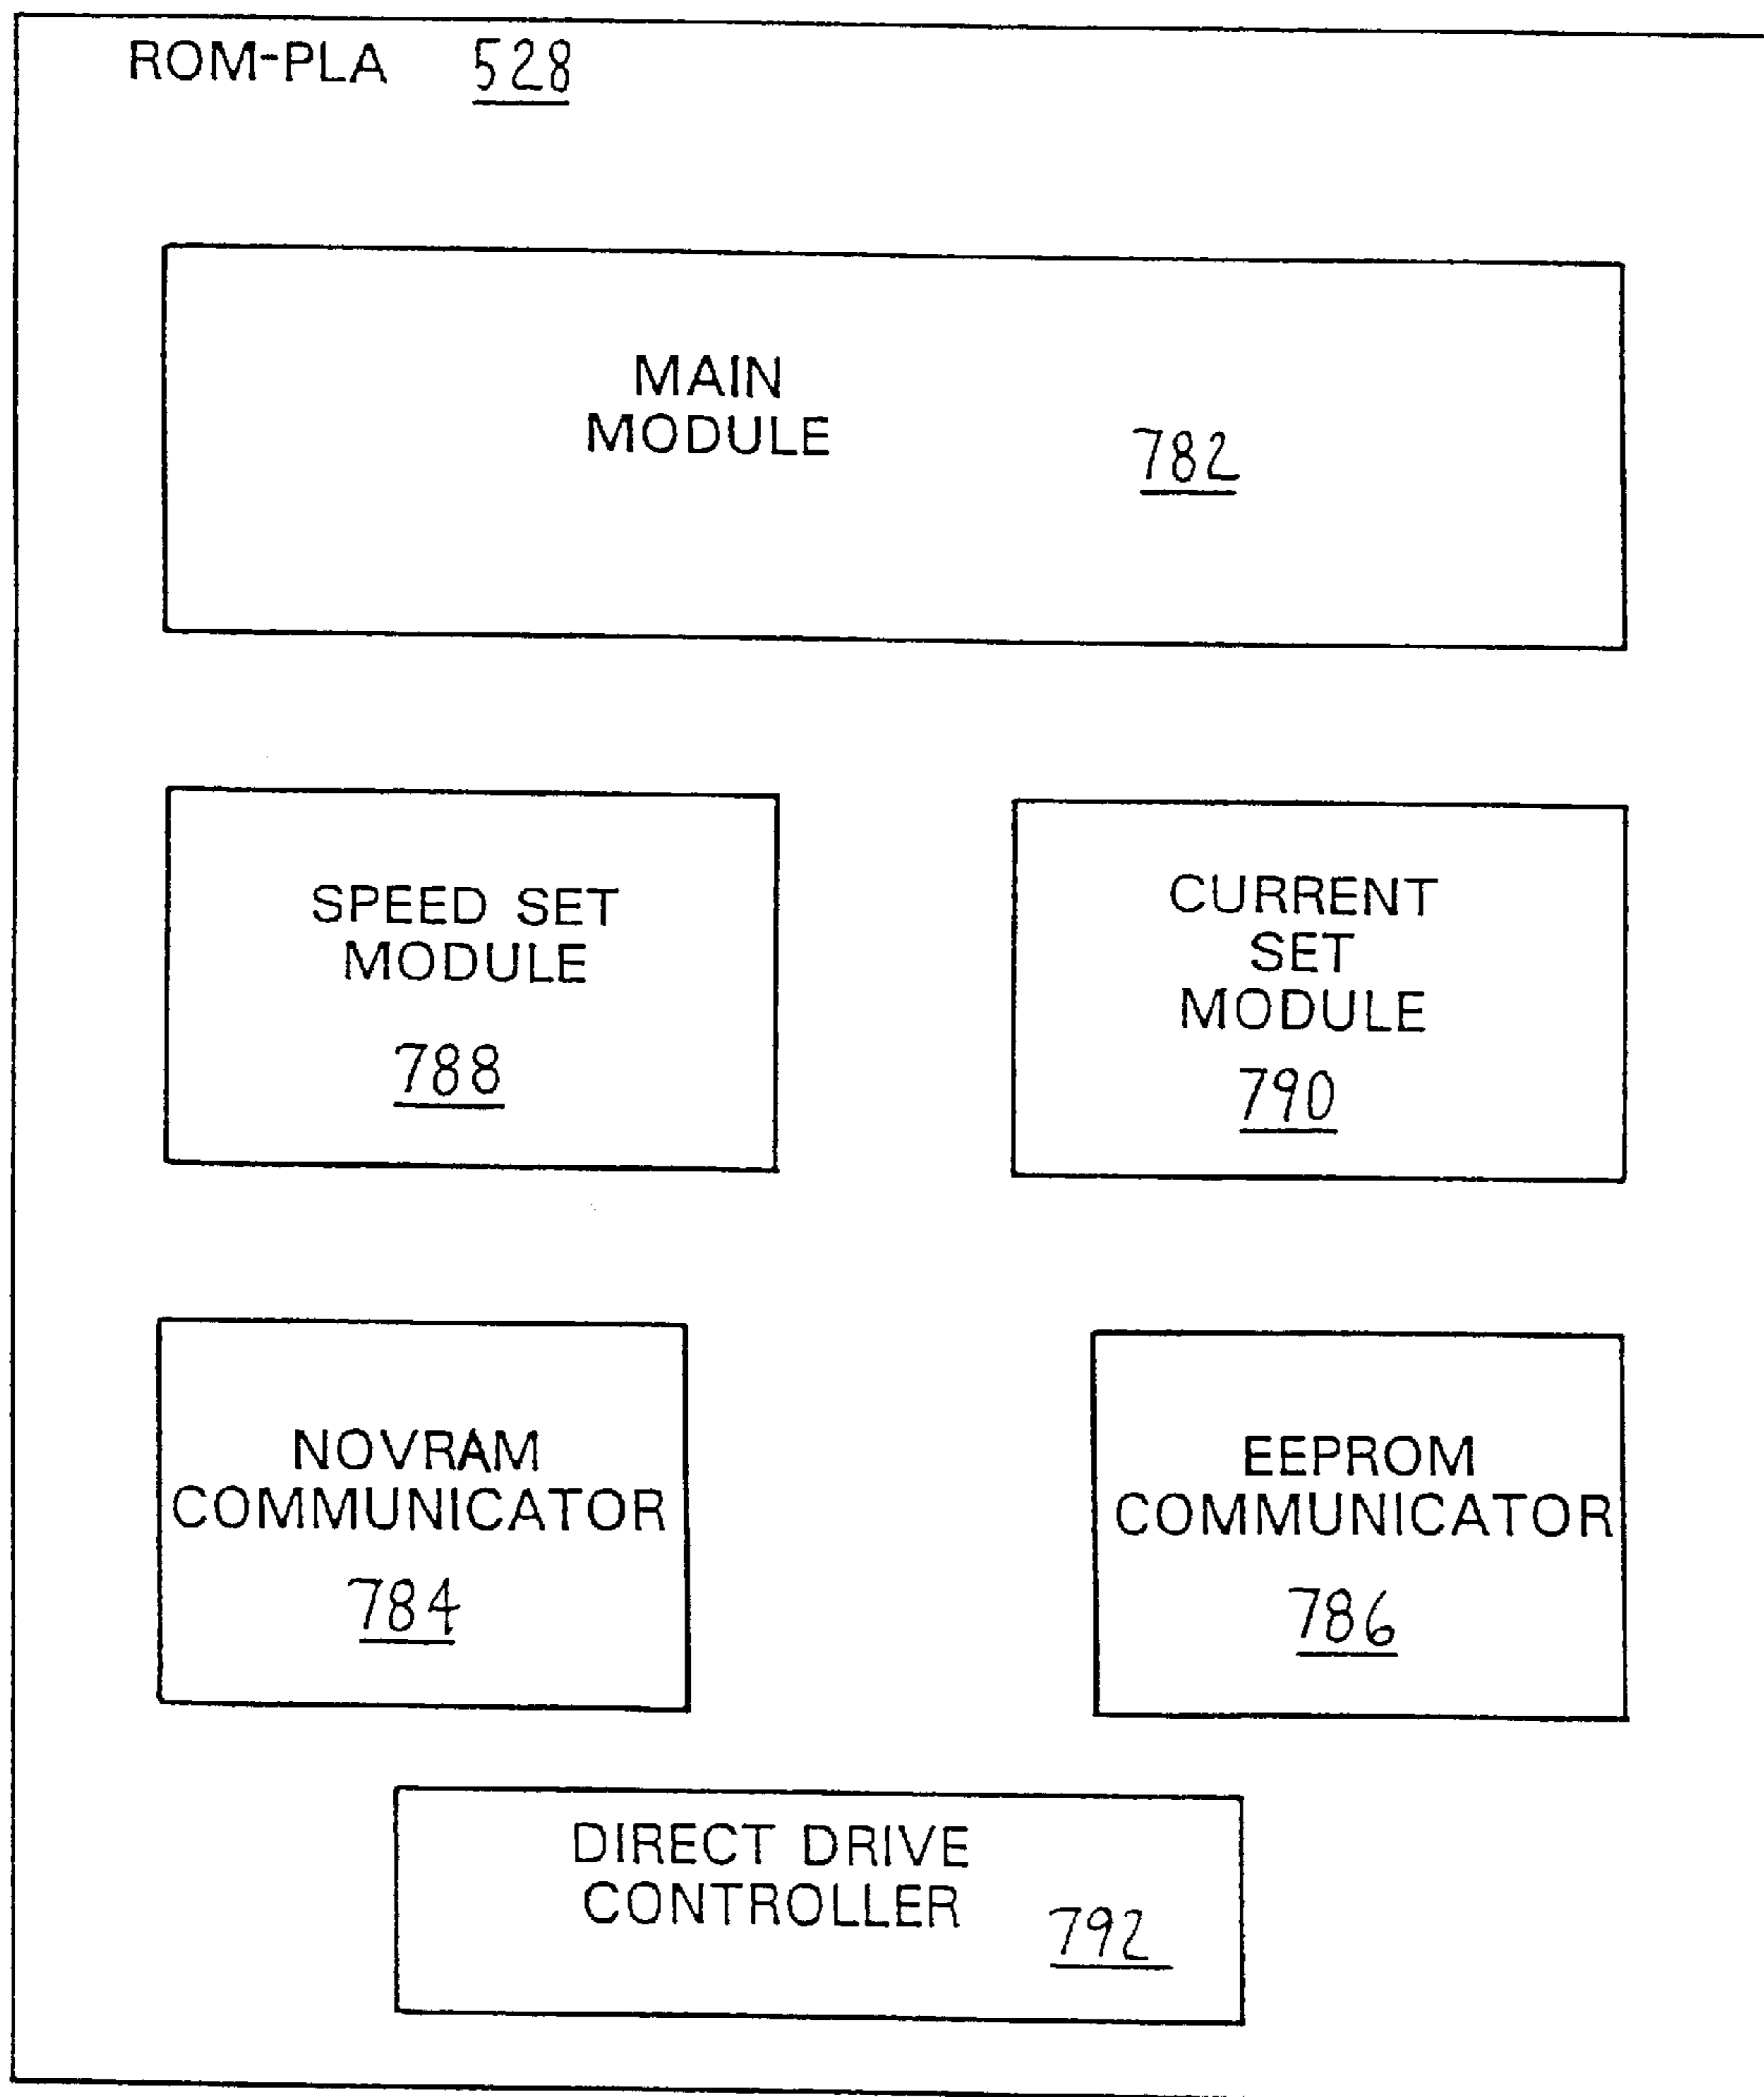 ROM-PLA 528
MAIN
MODULE 782
SPEED SET
MODULE
788
CURRENT
SET
MODULE
790
NOVRAM
COMMUNICATOR
784
EEPROM
COMMUNICATOR
786
DIRECT DRIVE
CONTROLLER 792